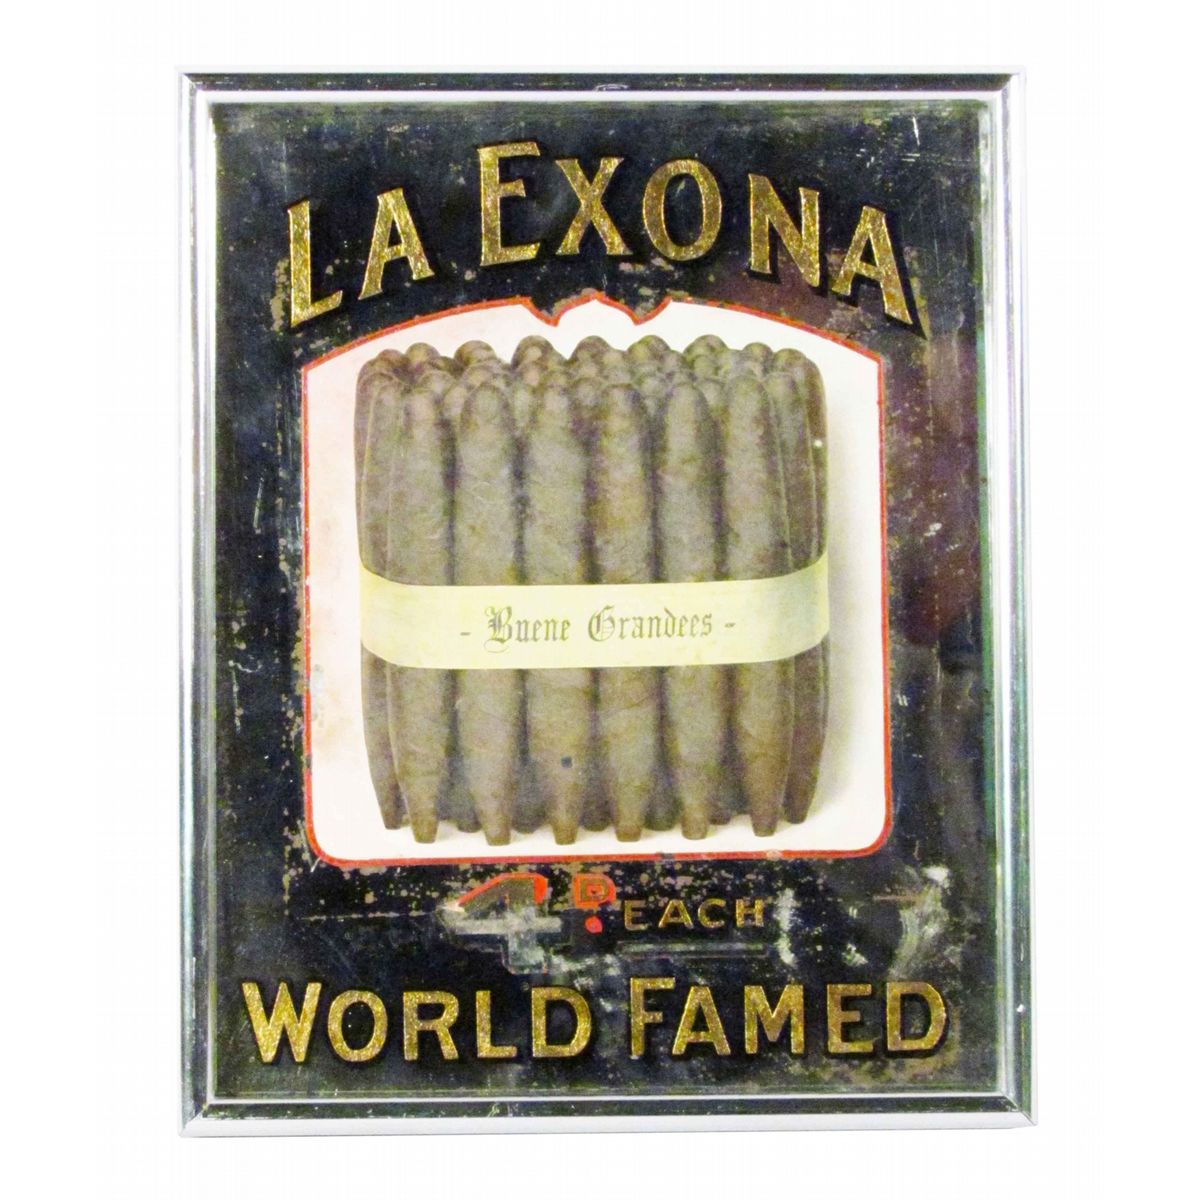 LA EXONA
- Buene Grandees -
4D. EACH
WORLD FAMED